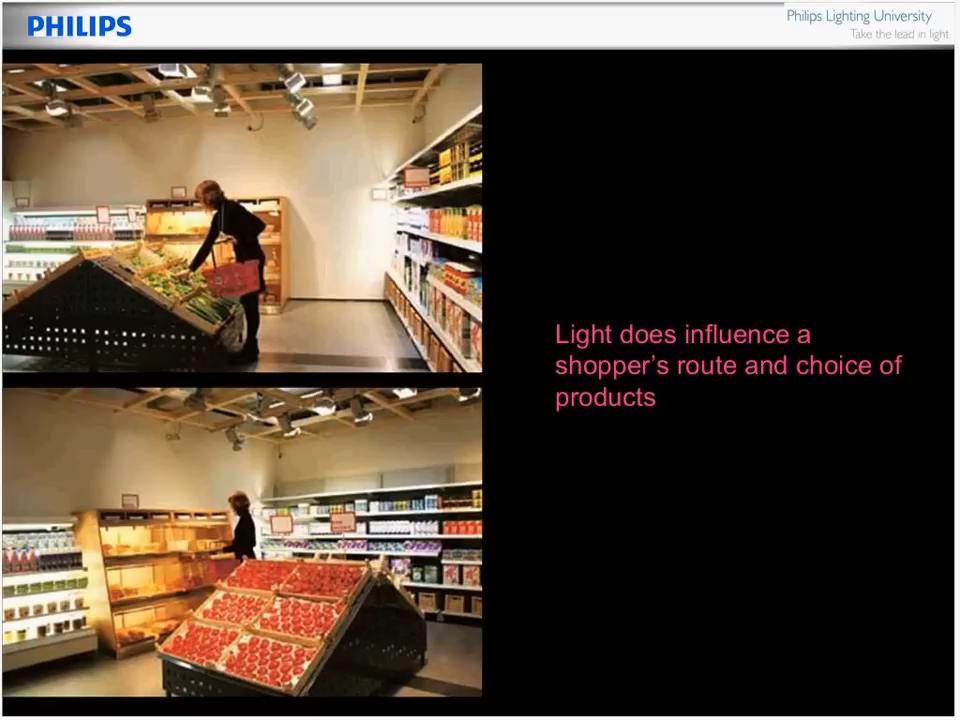 PHILIPS
Philips Lighting University
Take the lead in light
Light does influence a
shopper's route and choice of
products